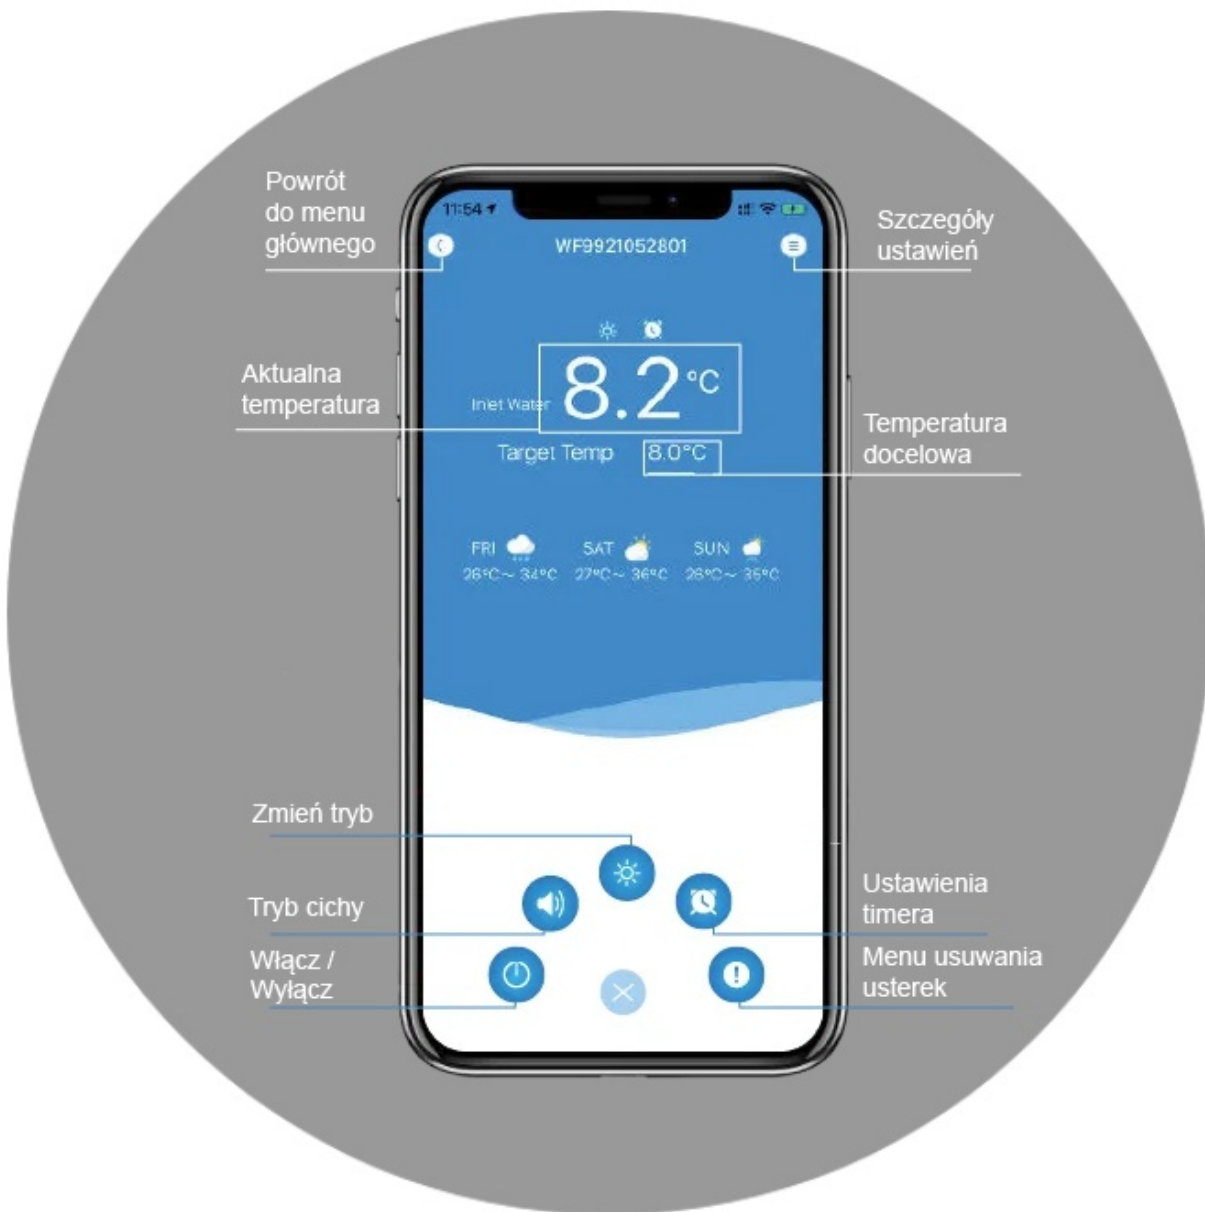 Powrót
do menu
głównego
11:54
WF9921052801
Szczegóły
ustawień
Aktualna
temperatura
Inlet Water
8.2°C
Target Temp 8.0°C
Temperatura
docelowa
FRI SAT SUN
26°C~ 34°C 27°C~ 36°C 26°C~ 35°C
Zmień tryb
Tryb cichy
Włącz /
Wyłącz
Ustawienia
timera
Menu usuwania
usterek